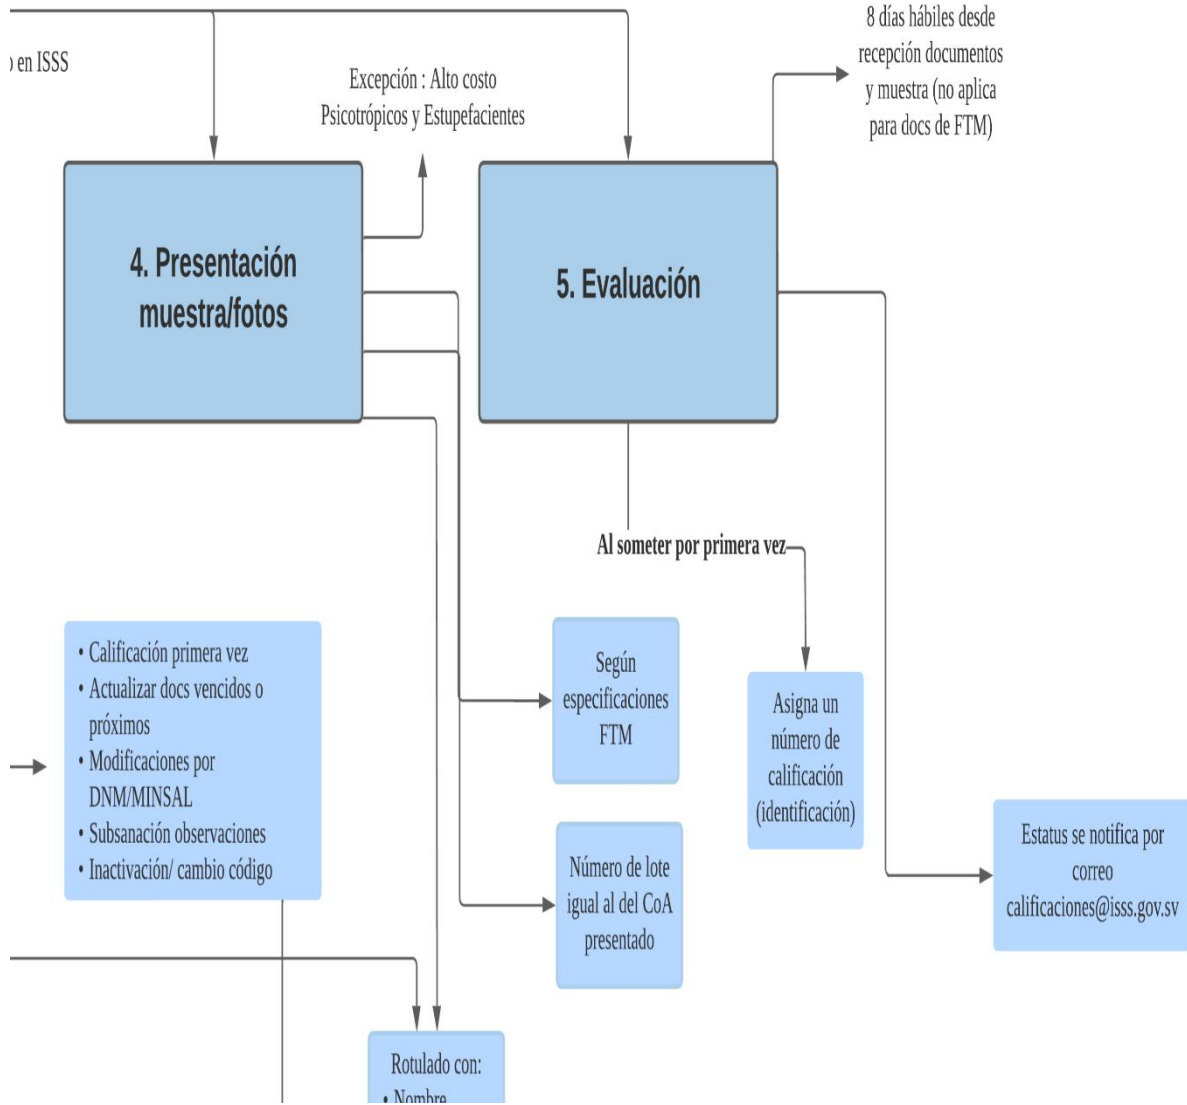 en ISSS
Excepción : Alto costo
Psicotrópicos y Estupefacientes
8 días hábiles desde
recepción documentos
y muestra (no aplica
para docs de FTM)
4. Presentación
muestra/fotos
5. Evaluación
Al someter por primera vez
• Calificación primera vez
• Actualizar docs vencidos o
próximos
• Modificaciones por
DNM/MINSAL
• Subsanación observaciones
• Inactivación/ cambio código
Según
especificaciones
FTM
Asigna un
número de
calificación
(identificación)
Número de lote
igual al del CoA
presentado
Estatus se notifica por
correo
calificaciones@isss.gov.sv
Rotulado con:
• Nombre